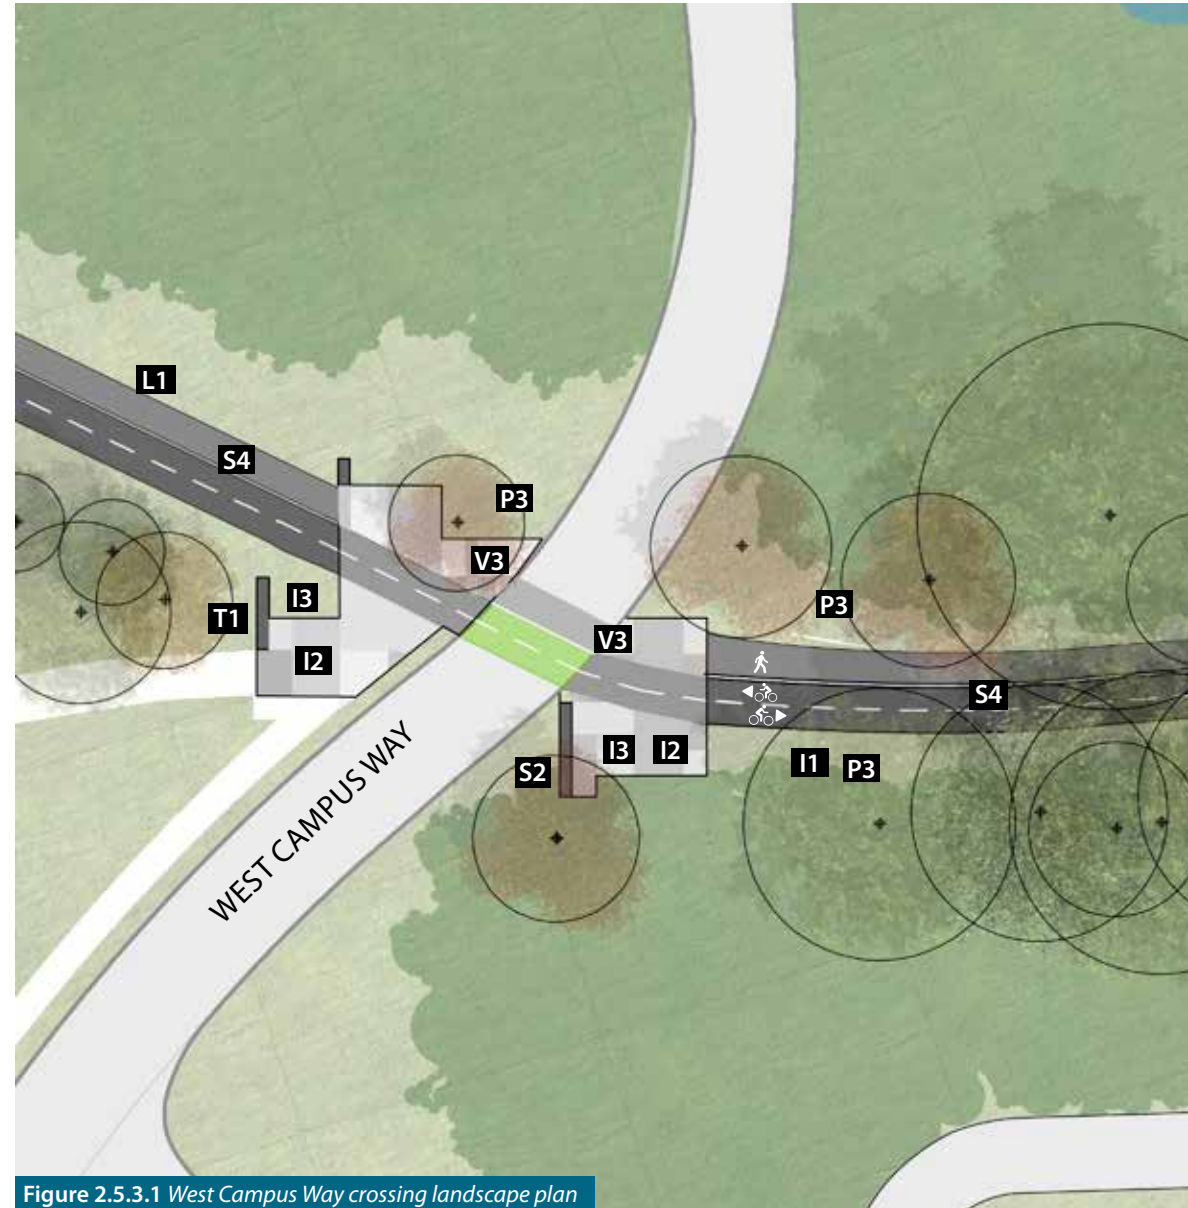 L1
S4
P3
V3
I3
T1
I2
P3
V3
S4
I3
I2
S2
I1
P3
WEST CAMPUS WAY
Figure 2.5.3.1 West Campus Way crossing landscape plan